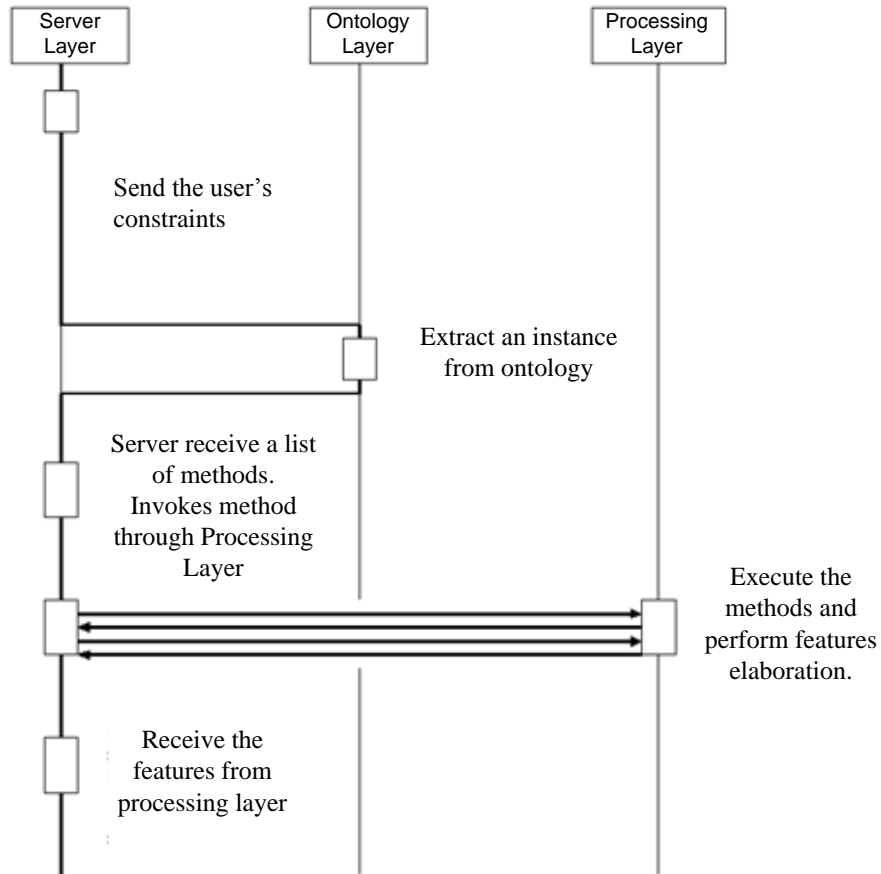 Server
Layer
Ontology
Layer
Processing
Layer
Send the user's
constraints
Extract an instance
from ontology
Server receive a list
of methods.
Invokes method
through Processing
Layer
Execute the
methods and
perform features
elaboration.
Receive the
features from
processing layer